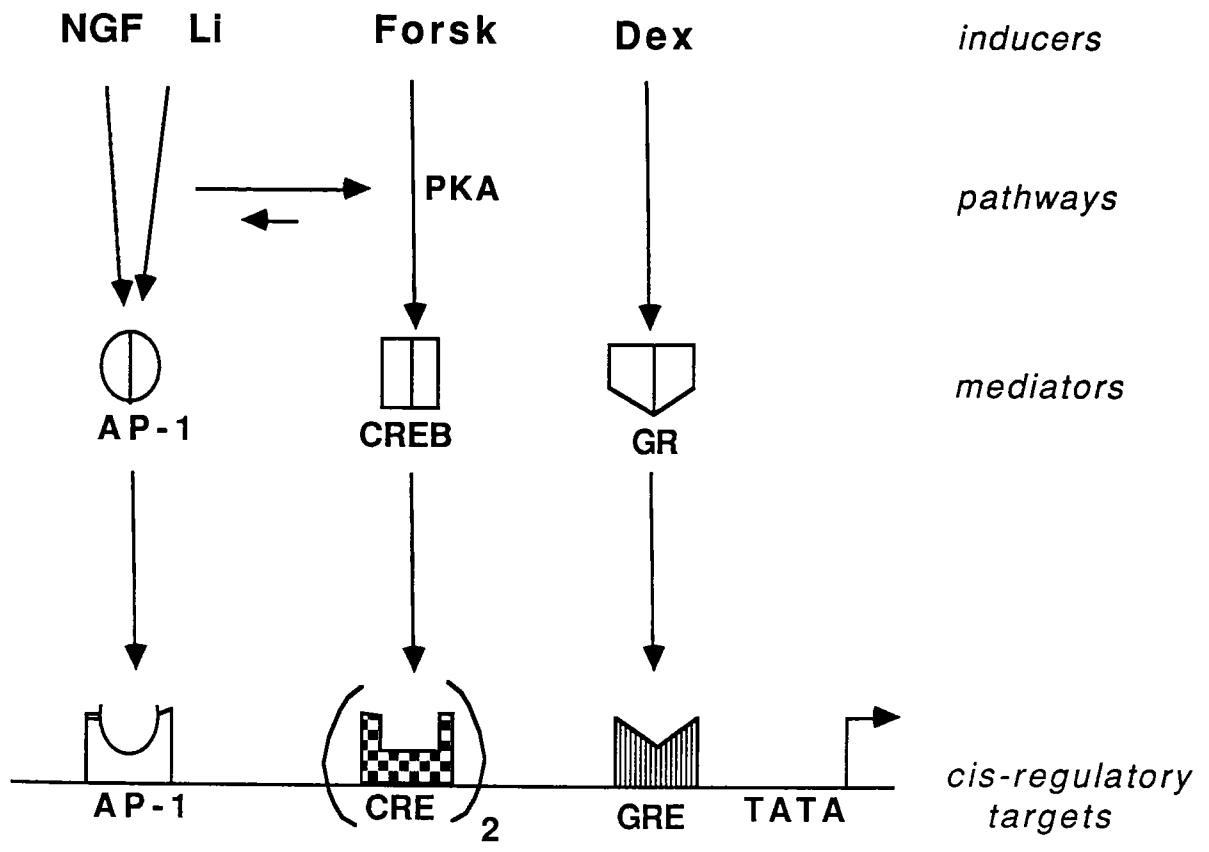 NGF Li Forsk Dex inducers
PKA pathways
AP-1 CREB GR mediators
AP-1 CRE 2 GRE TATA cis-regulatory
targets